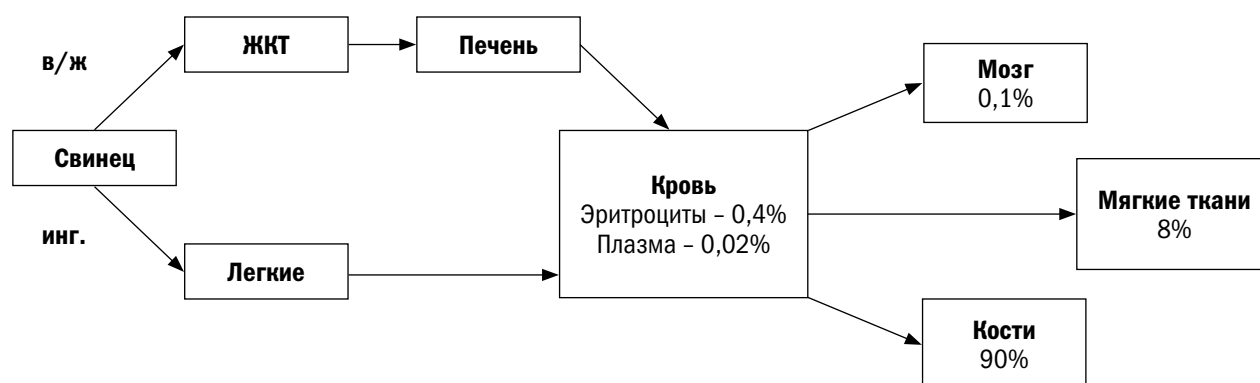 в/ж
ЖКТ
Печень
Свинец
инг.
Легкие
Кровь
Эритроциты – 0,4%
Плазма – 0,02%
Мозг
0,1%
Мягкие ткани
8%
Кости
90%